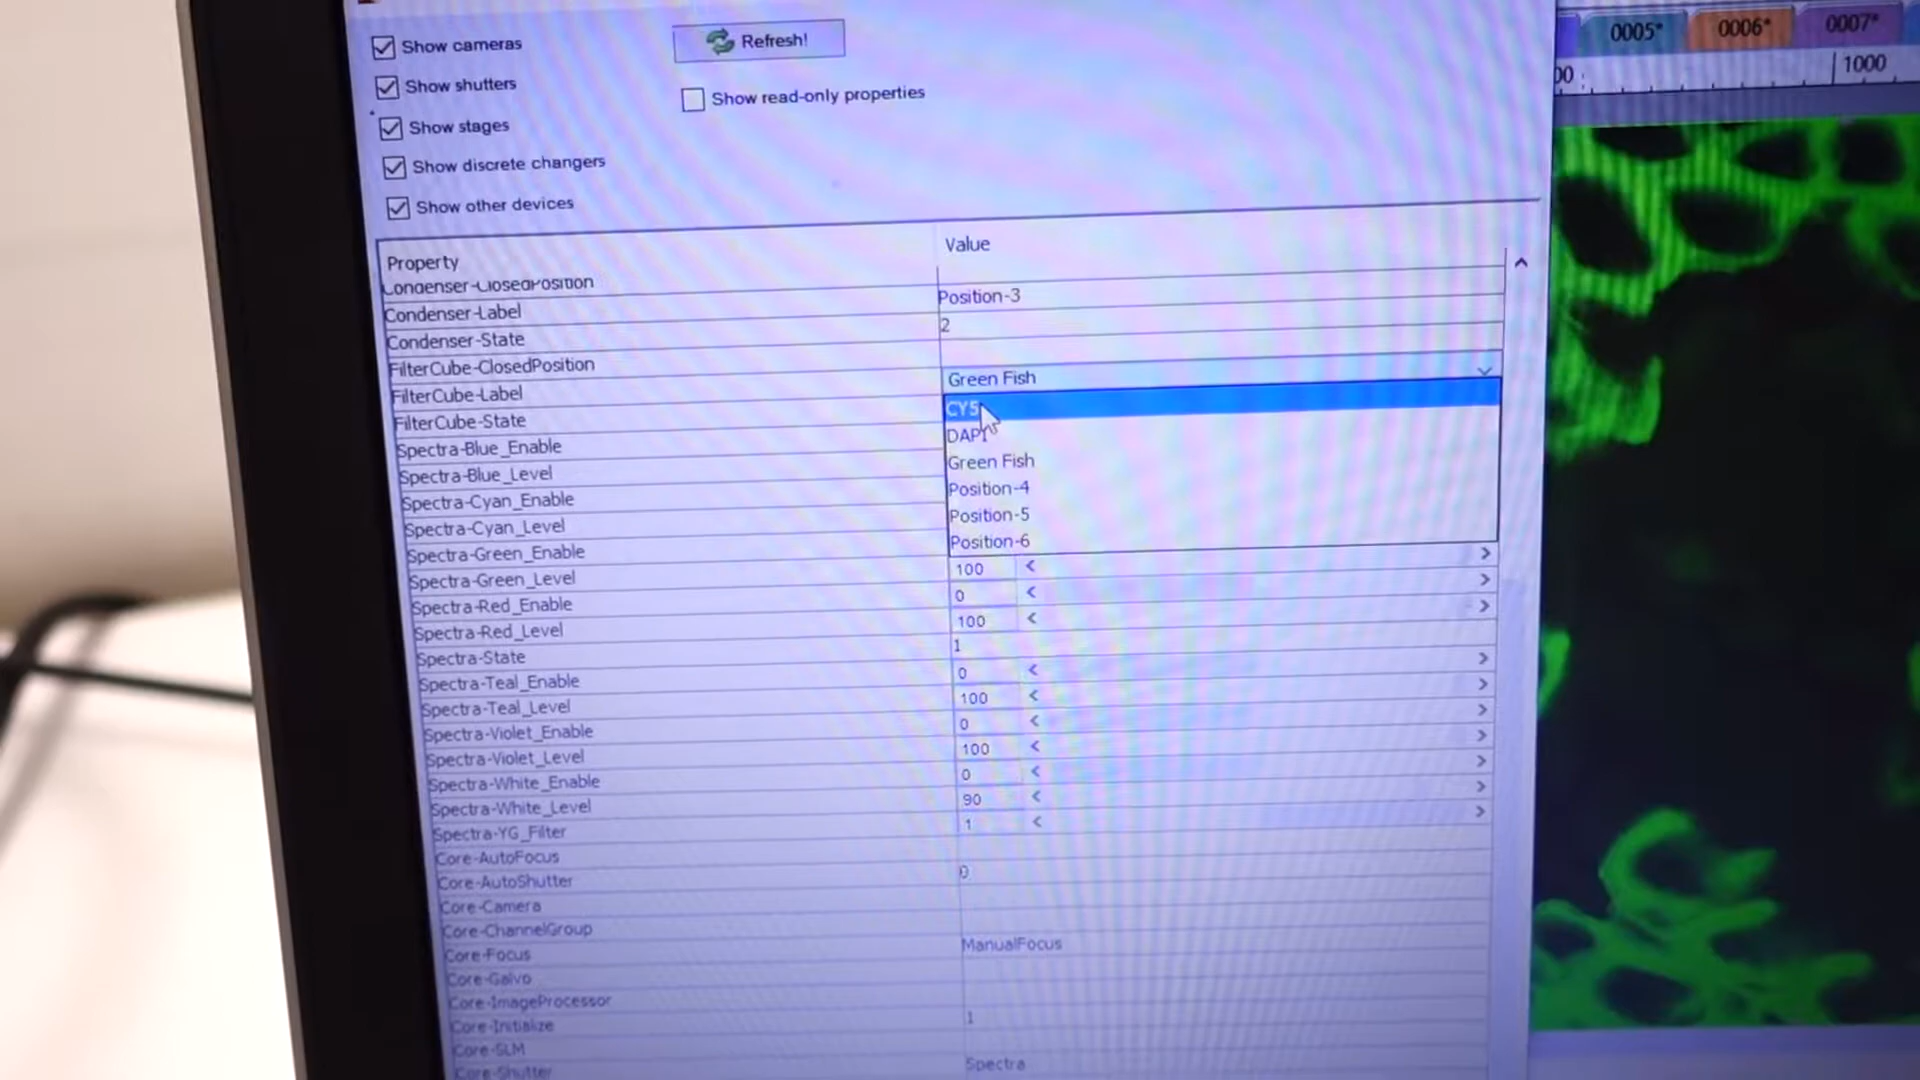 Show cameras
Refresh!
Show shutters
Show read-only properties
Show stages
Show discrete changers
Show other devices
Property Value
Condenser-ClosedPosition
Condenser-Label Position-3
Condenser-State 2
FilterCube-ClosedPosition
FilterCube-Label Green Fish
FilterCube-State CY5
Spectra-Blue_Enable DAPI
Spectra-Blue_Level Green Fish
Spectra-Cyan_Enable Position-4
Spectra-Cyan_Level Position-5
Spectra-Green_Enable Position-6
Spectra-Green_Level 100 < >
Spectra-Red_Enable 0 < >
Spectra-Red_Level 100 < >
Spectra-State 1
Spectra-Teal_Enable 0 < >
Spectra-Teal_Level 100 < >
Spectra-Violet_Enable 0 < >
Spectra-Violet_Level 100 < >
Spectra-White_Enable 0 < >
Spectra-White_Level 90 < >
Spectra-YG_Filter 1 < >
Core-AutoFocus
Core-AutoShutter 0
Core-Camera
Core-ChannelGroup
Core-Focus ManualFocus
Core-Galvo
Core-ImageProcessor
Core-Initialize 1
Core-SLM
Core-Shutter Spectra
0005* 0006* 0007*
00 1000